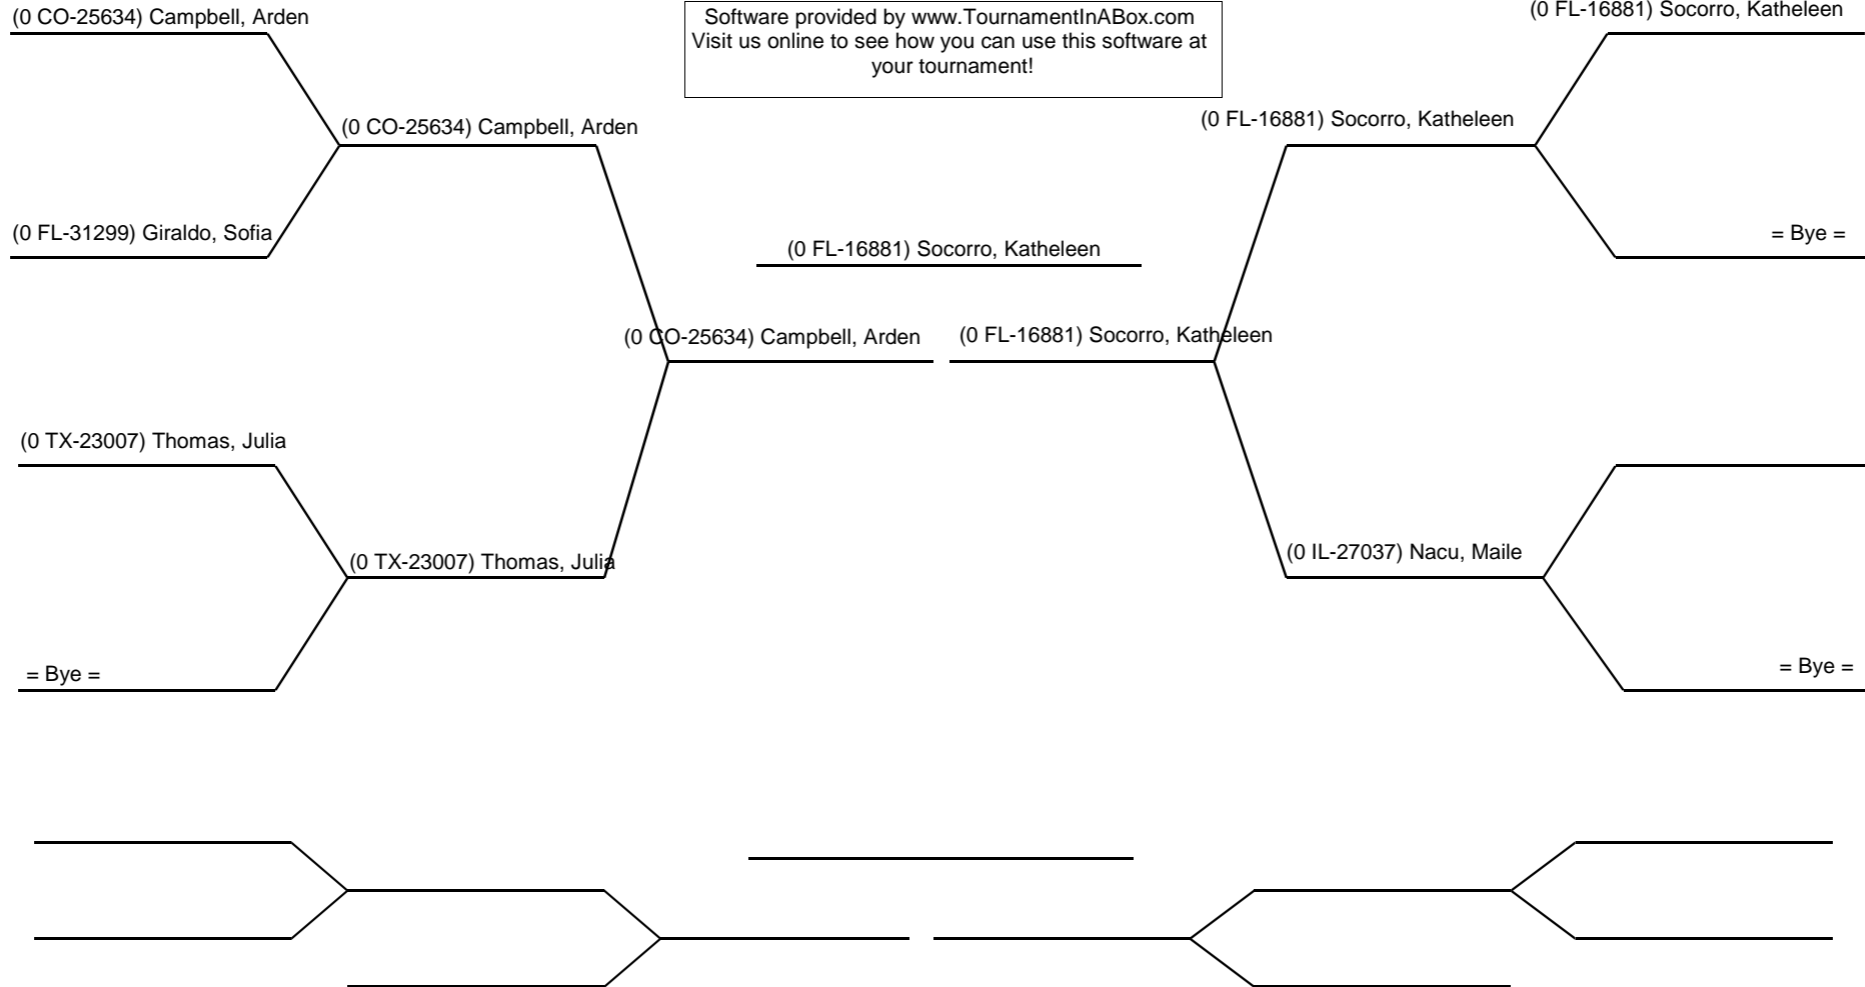 (0 CO-25634) Campbell, Arden
Software provided by www.TournamentInABox.com
Visit us online to see how you can use this software at
your tournament!
(0 FL-16881) Socorro, Katheleen
(0 CO-25634) Campbell, Arden
(0 FL-16881) Socorro, Katheleen
(0 FL-31299) Giraldo, Sofia
(0 FL-16881) Socorro, Katheleen
= Bye =
(0 CO-25634) Campbell, Arden
(0 FL-16881) Socorro, Katheleen
(0 TX-23007) Thomas, Julia
(0 TX-23007) Thomas, Julia
(0 IL-27037) Nacu, Maile
= Bye =
= Bye =